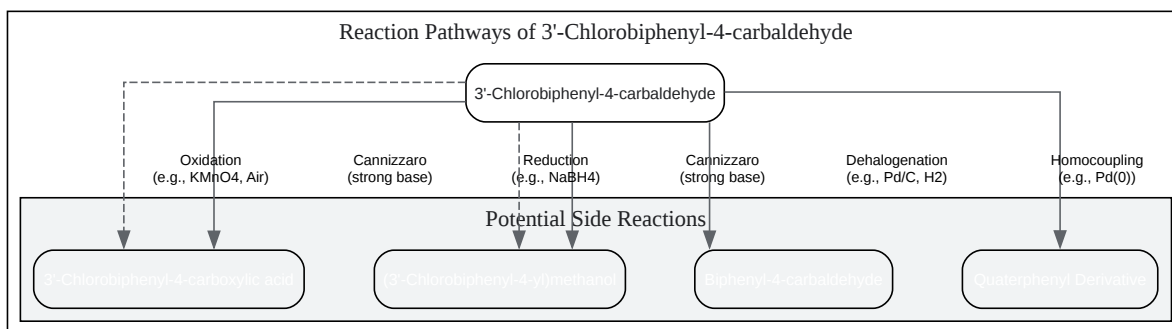 Reaction Pathways of 3'-Chlorobiphenyl-4-carbaldehyde
3'-Chlorobiphenyl-4-carbaldehyde
Oxidation
(e.g., KMnO4, Air)
Cannizzaro
(strong base)
Reduction
(e.g., NaBH4)
Cannizzaro
(strong base)
Dehalogenation
(e.g., Pd/C, H2)
Homocoupling
(e.g., Pd(0))
Potential Side Reactions
3'-Chlorobiphenyl-4-carboxylic acid
(3'-Chlorobiphenyl-4-yl)methanol
Biphenyl-4-carbaldehyde
Quaterphenyl Derivative